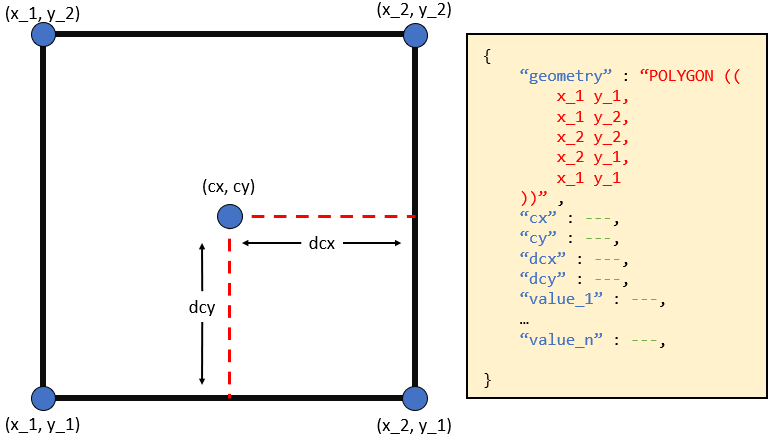 (x_1, y_2)
(x_2, y_2)
(cx, cy)
dcx
dcy
(x_1, y_1)
(x_2, y_1)
{
“geometry” : “POLYGON ((
x_1 y_1,
x_1 y_2,
x_2 y_2,
x_2 y_1,
x_1 y_1
))” ,
“cx” : ---,
“cy” : ---,
“dcx” : ---,
“dcy” : ---,
“value_1” : ---,
…
“value_n” : ---,
}